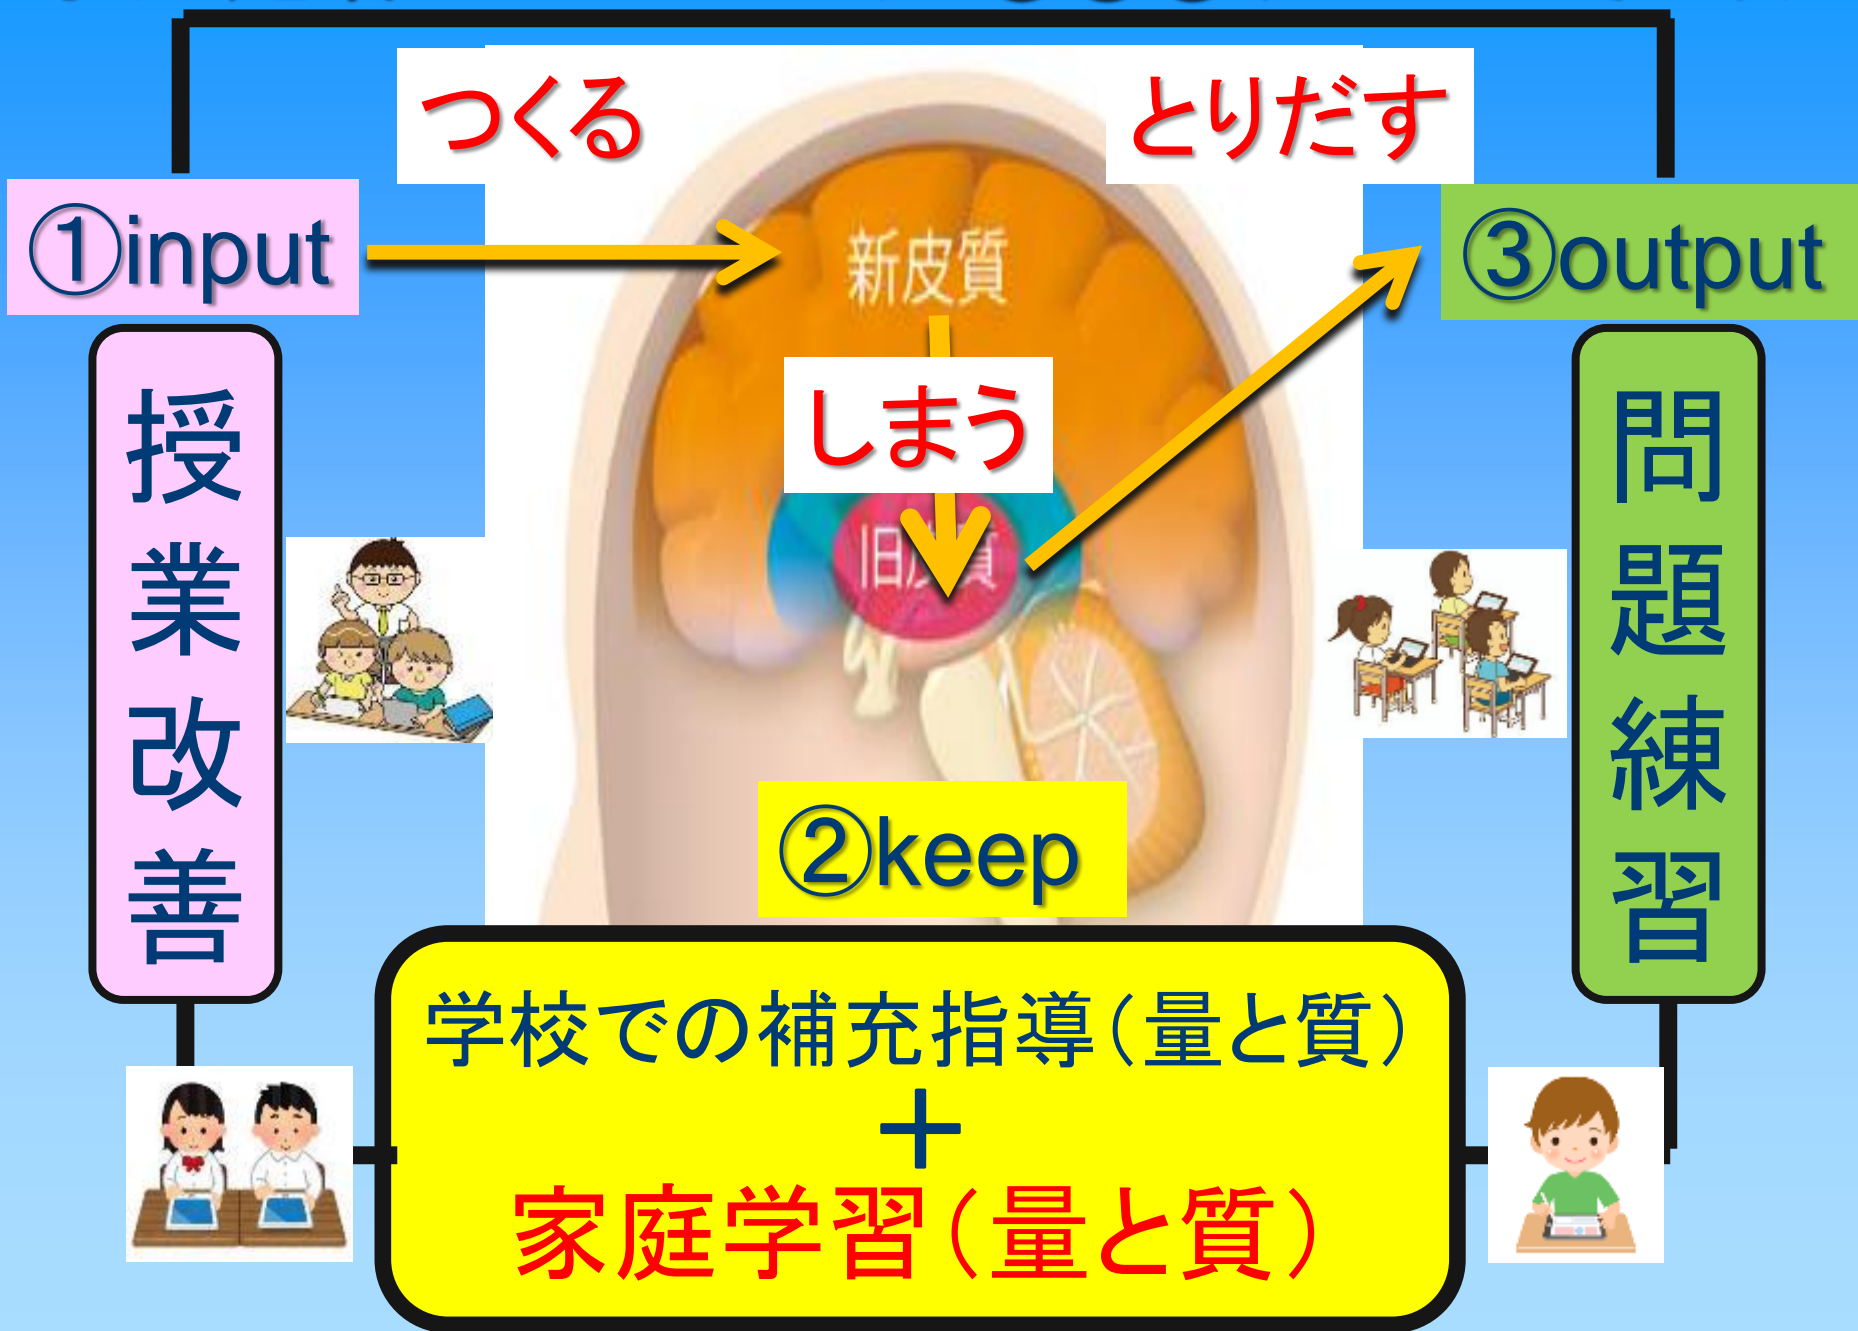 つくる
とりだす
①input
新皮質
③output
しまう
授業改善
問題練習
②keep
学校での補充指導（量と質）
＋
家庭学習（量と質）